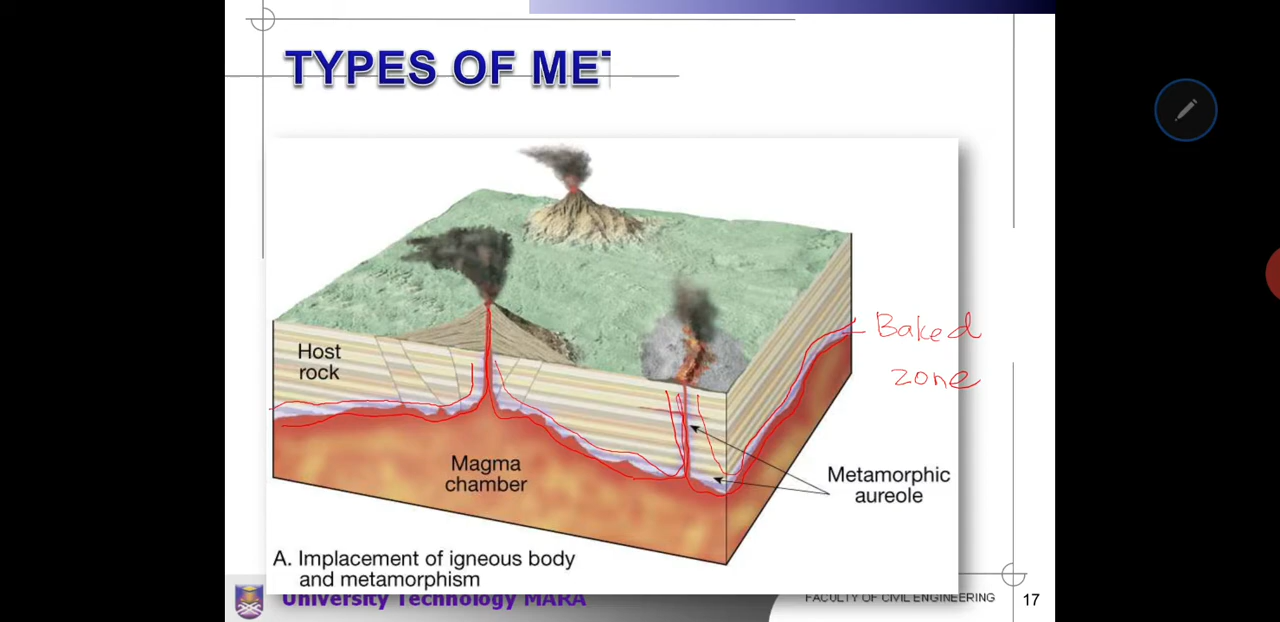 TYPES OF MET
Host
rock
Baked
zone
Magma
chamber
Metamorphic
aureole
A. Implacement of igneous body
and metamorphism
University Technology MARA
FACULTY OF CIVIL ENGINEERING
17